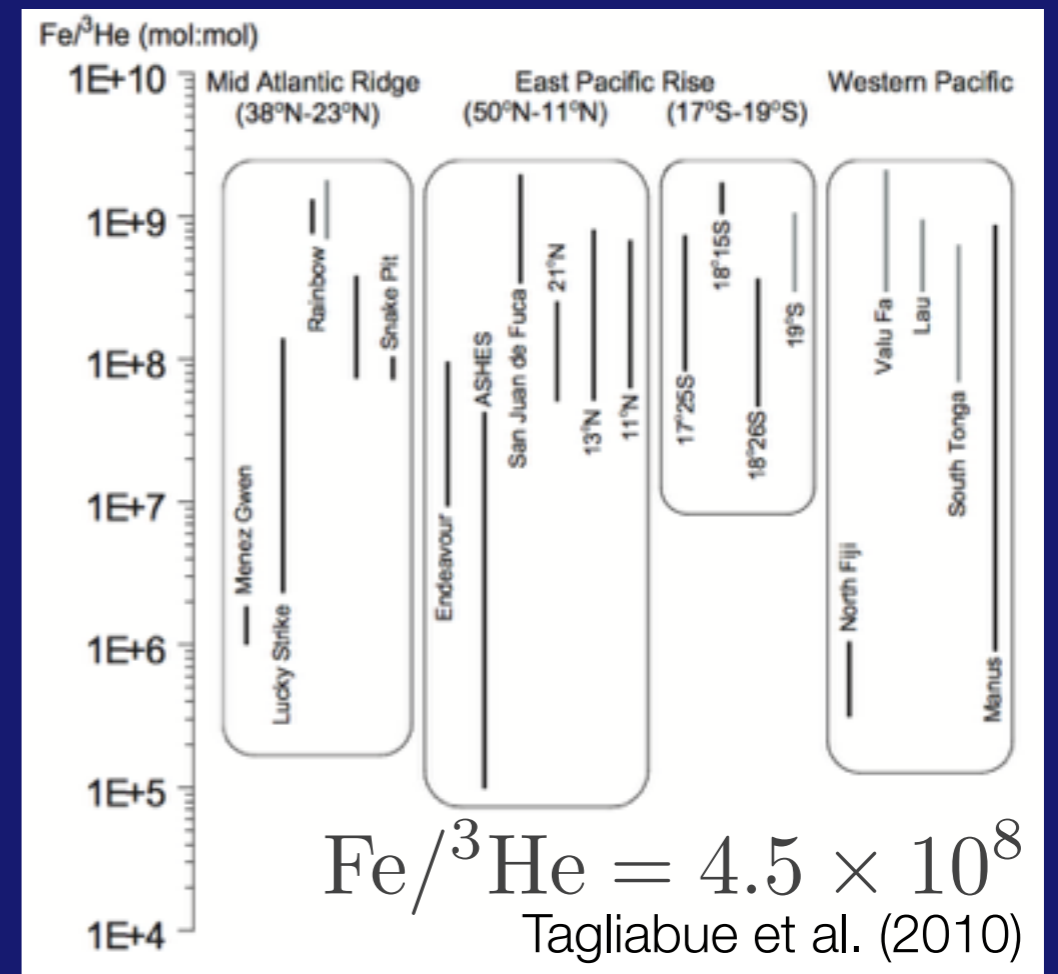 Fe/³He (mol:mol)
1E+10
1E+9
1E+8
1E+7
1E+6
1E+5
1E+4
Mid Atlantic Ridge
(38°N-23°N)
East Pacific Rise
(50°N-11°N)
(17°S-19°S)
Western Pacific
Menez Gwen
Lucky Strike
Rainbow
Snake Pit
Endeavour
ASHES
San Juan de Fuca
21°N
13°N
11°N
17°25S
18°15S
18°26S
19°S
North Fiji
Valu Fa
Lau
South Tonga
Manus
Fe/³He = 4.5 × 10⁸
Tagliabue et al. (2010)